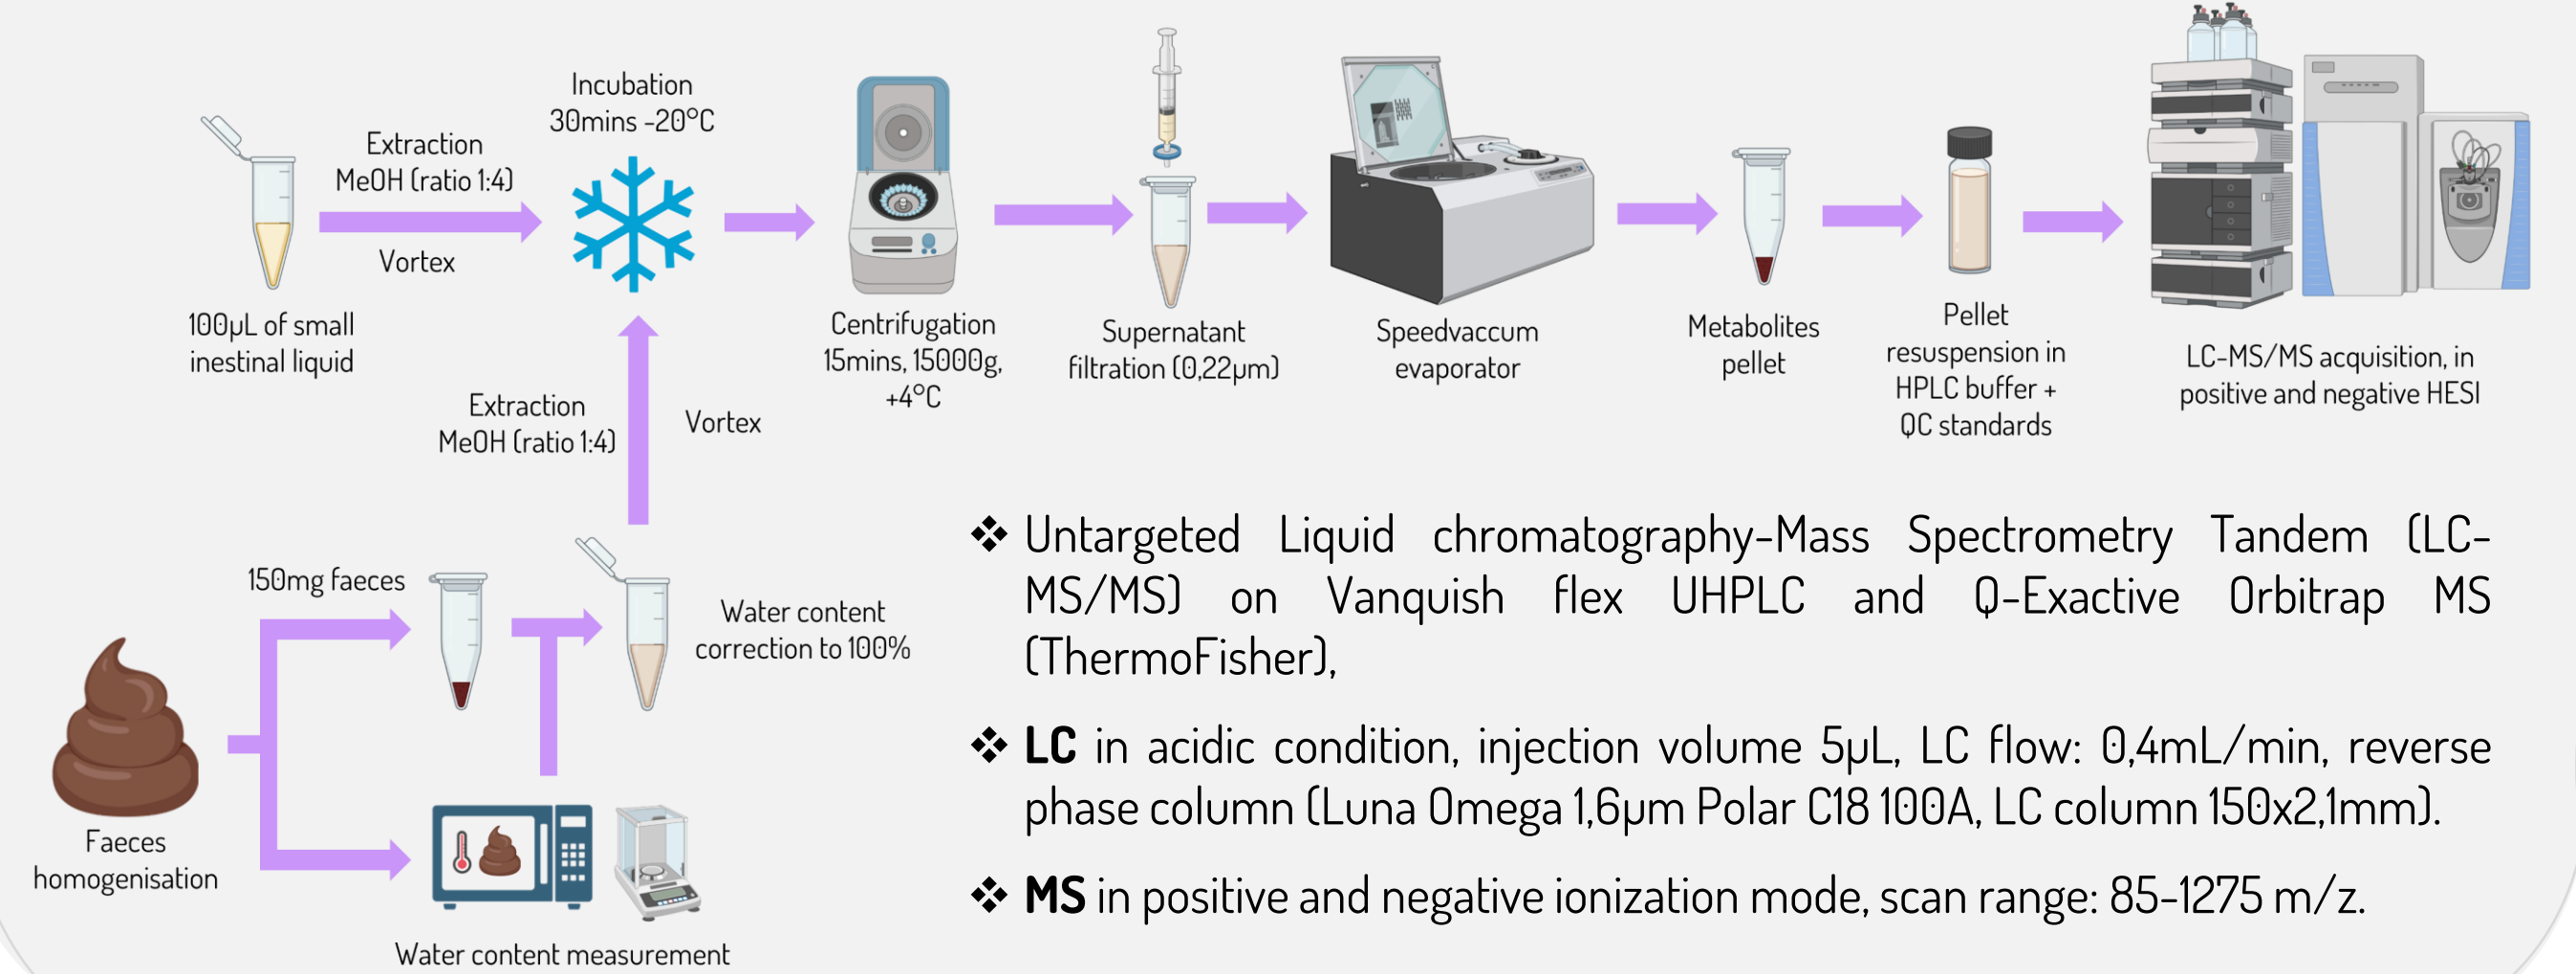 Incubation
30mins -20°C
Extraction
MeOH (ratio 1:4)
Vortex
100µL of small
inestinal liquid
Centrifugation
15mins, 15000g,
+4°C
Supernatant
filtration (0,22µm)
Speedvaccum
evaporator
Metabolites
pellet
Pellet
resuspension in
HPLC buffer +
QC standards
LC-MS/MS acquisition, in
positive and negative HESI
Extraction
MeOH (ratio 1:4)
Vortex
150mg faeces
Water content
correction to 100%
Faeces
homogenisation
Water content measurement
❖ Untargeted Liquid chromatography-Mass Spectrometry Tandem (LC-
MS/MS) on Vanquish flex UHPLC and Q-Exactive Orbitrap MS
(ThermoFisher),
❖ LC in acidic condition, injection volume 5µL, LC flow: 0,4mL/min, reverse
phase column (Luna Omega 1,6µm Polar C18 100A, LC column 150x2,1mm).
❖ MS in positive and negative ionization mode, scan range: 85-1275 m/z.